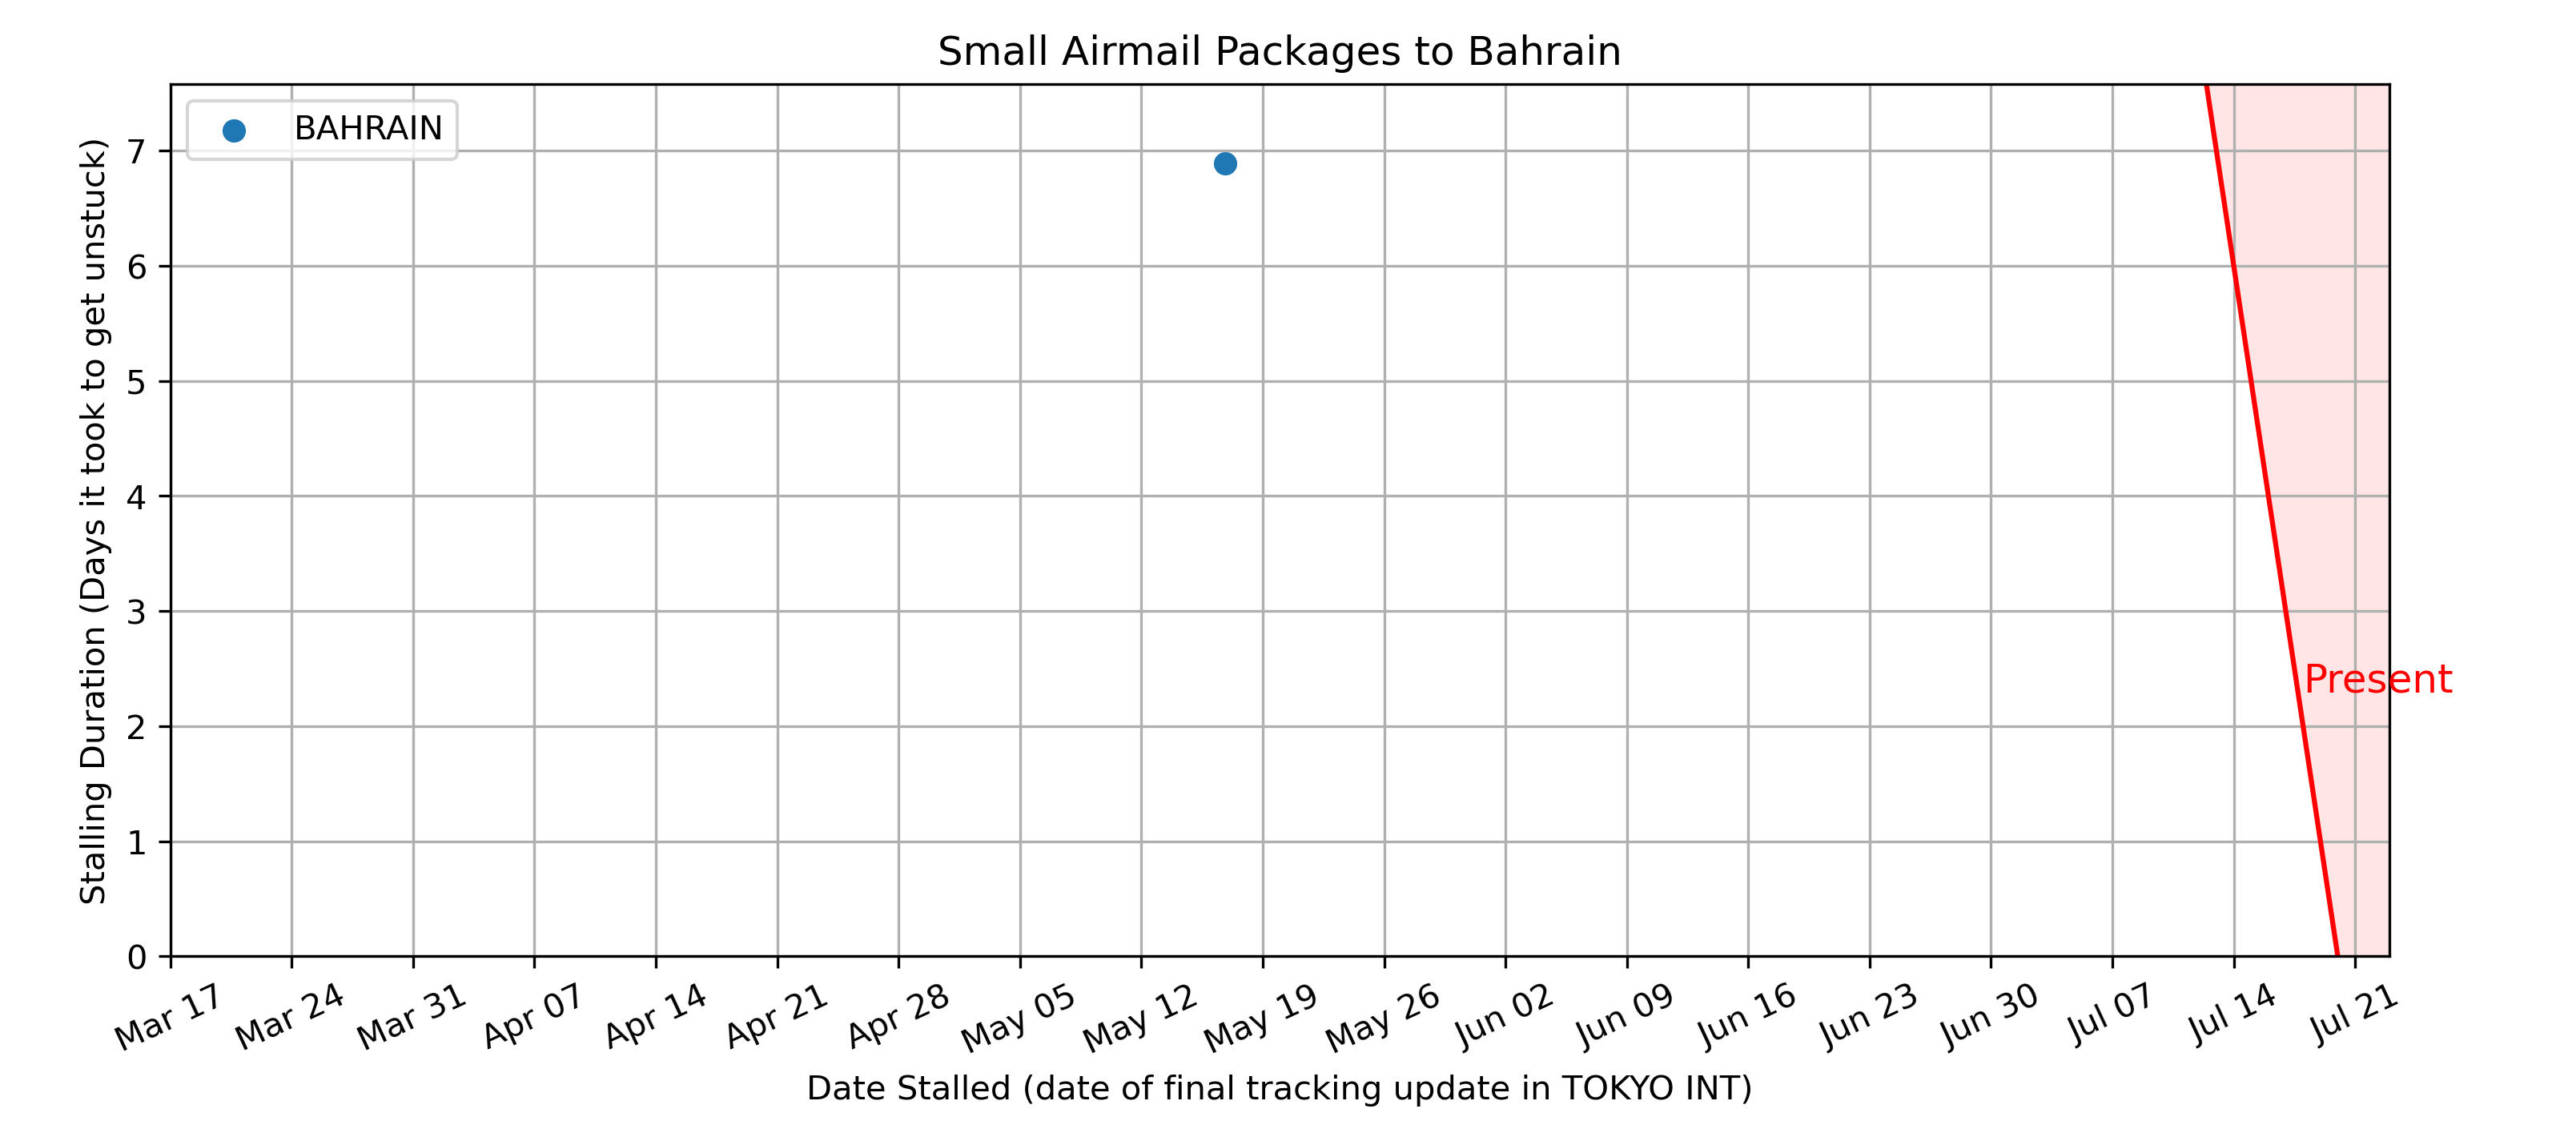 Small Airmail Packages to Bahrain
BAHRAIN
Stalling Duration (Days it took to get unstuck)
7
6
5
4
3
2
1
0
Present
Mar 17 Mar 24 Mar 31 Apr 07 Apr 14 Apr 21 Apr 28 May 05 May 12 May 19 May 26 Jun 02 Jun 09 Jun 16 Jun 23 Jun 30 Jul 07 Jul 14 Jul 21
Date Stalled (date of final tracking update in TOKYO INT)